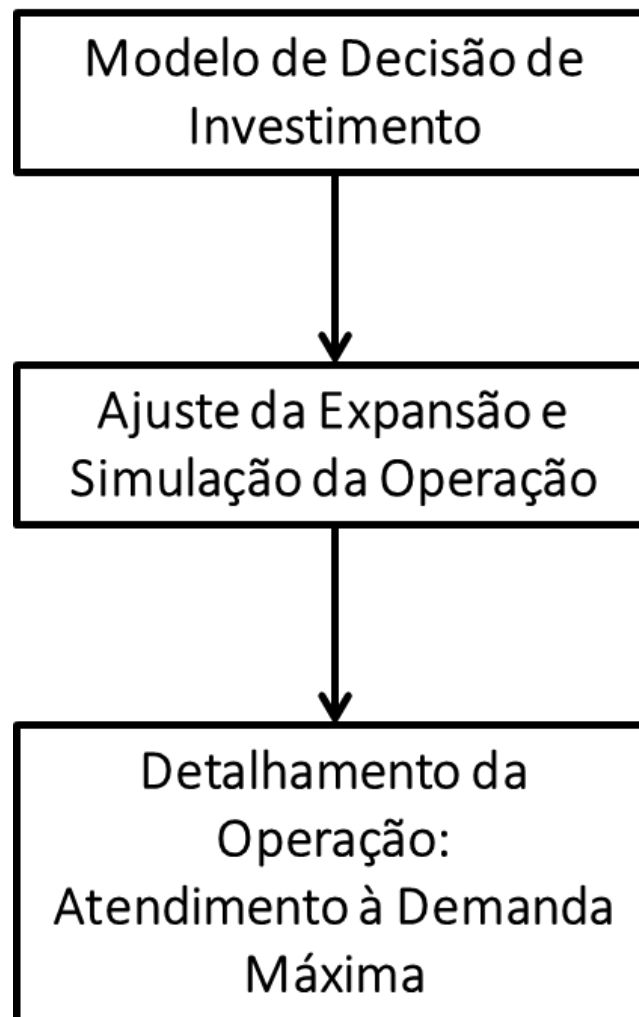 Modelo de Decisão de
Investimento
Ajuste da Expansão e
Simulação da Operação
Detalhamento da
Operação:
Atendimento à Demanda
Máxima